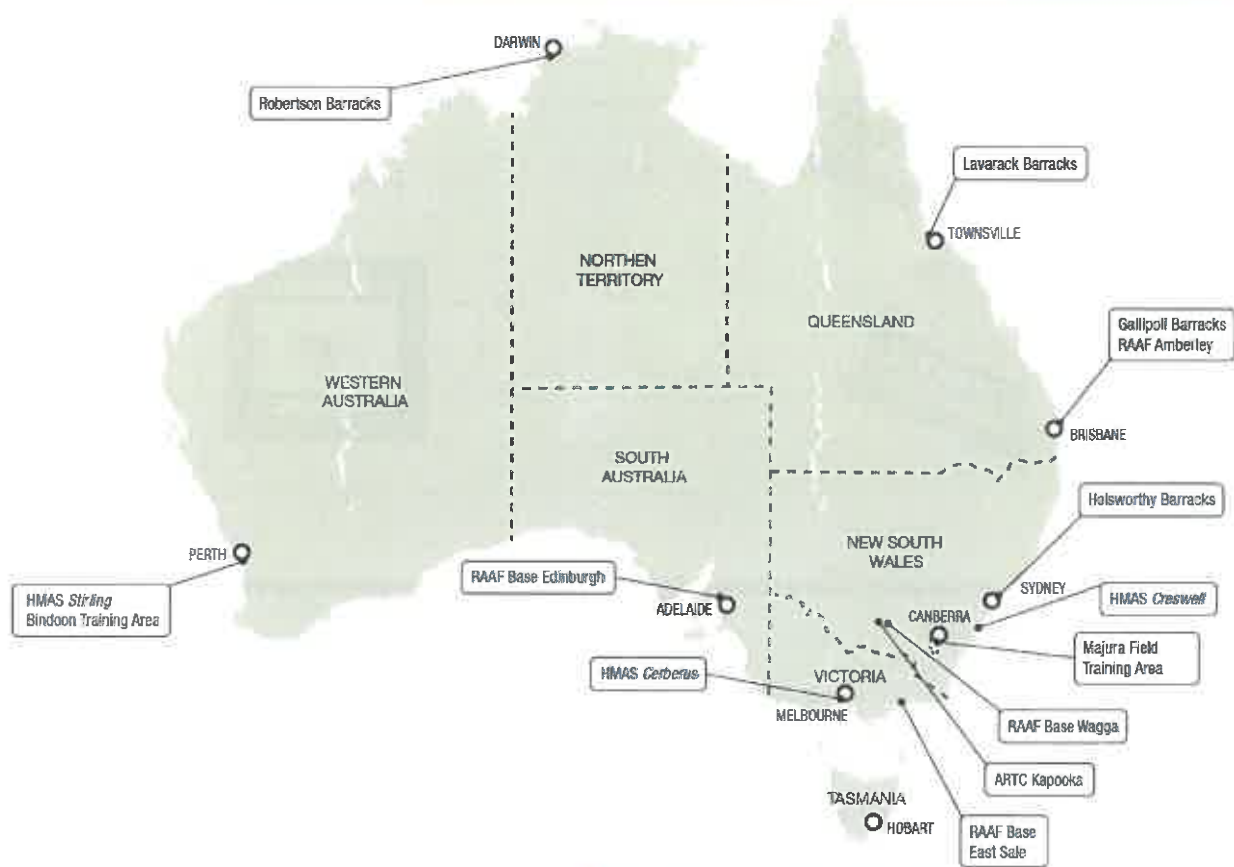 DARWIN
Robertson Barracks
Lavarack Barracks
TOWNSVILLE
NORTHEN
TERRITORY
QUEENSLAND
Gallipoli Barracks
RAAF Amberley
WESTERN
AUSTRALIA
BRISBANE
SOUTH
AUSTRALIA
Holsworthy Barracks
NEW SOUTH
WALES
PERTH
RAAF Base Edinburgh
HMAS Stirling
Bindoon Training Area
ADELAIDE
SYDNEY
HMAS Creswell
CANBERRA
Majura Field
Training Area
HMAS Cerberus
VICTORIA
MELBOURNE
RAAF Base Wagga
ARTC Kapooka
TASMANIA
HOBART
RAAF Base
East Sale